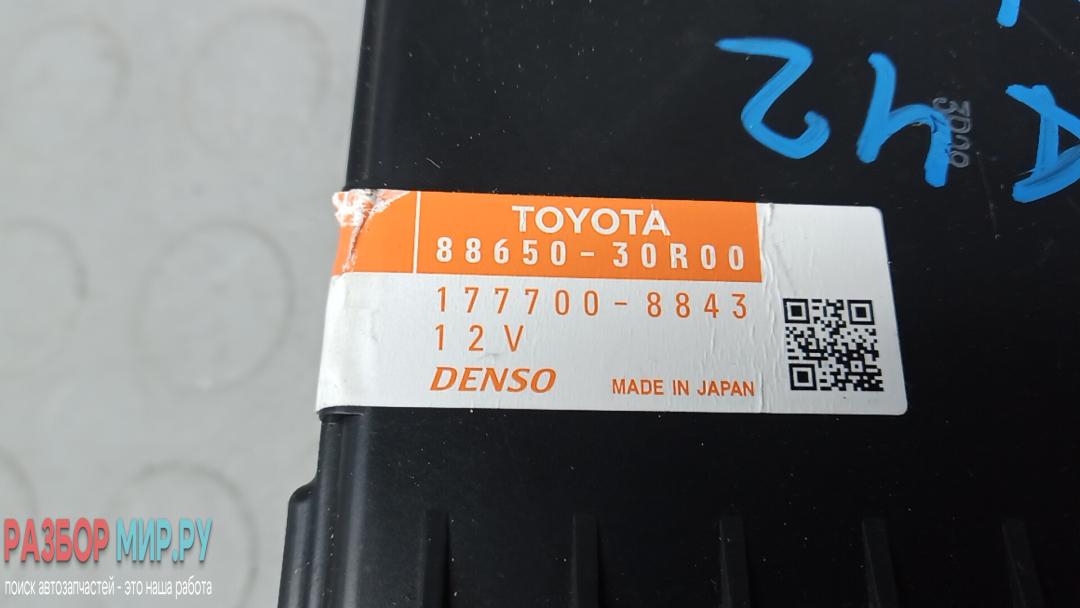 A 42
3D28
TOYOTA
88650-30R00
177700-8843
12V
DENSO
MADE IN JAPAN
РАЗБОР МИР.РУ
поиск автозапчастей - это наша работа